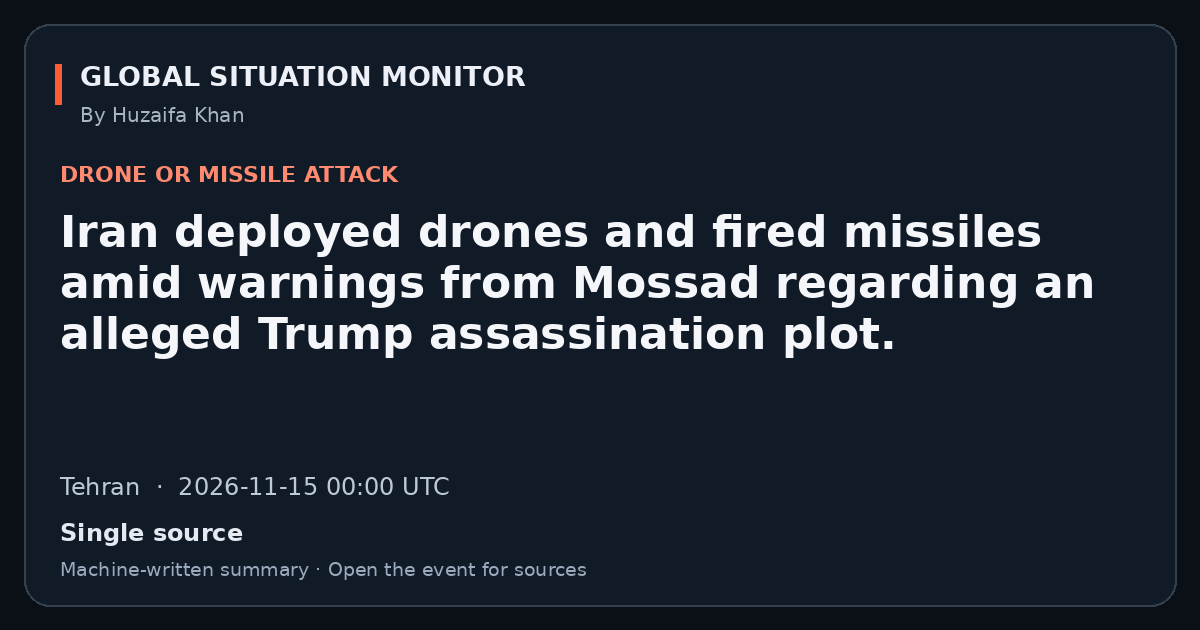 GLOBAL SITUATION MONITOR
By Huzaifa Khan
DRONE OR MISSILE ATTACK
Iran deployed drones and fired missiles
amid warnings from Mossad regarding an
alleged Trump assassination plot.
Tehran · 2026-11-15 00:00 UTC
Single source
Machine-written summary · Open the event for sources